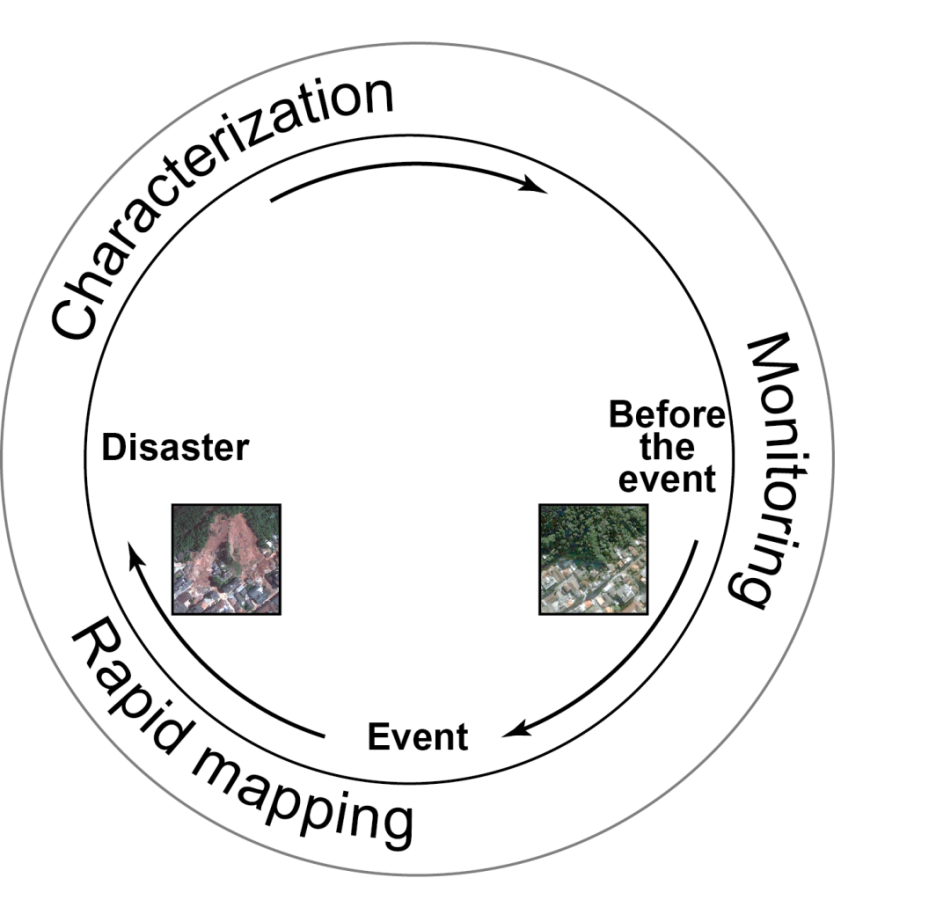 Characterization
Monitoring
Before
the
event
Disaster
Event
Rapid mapping